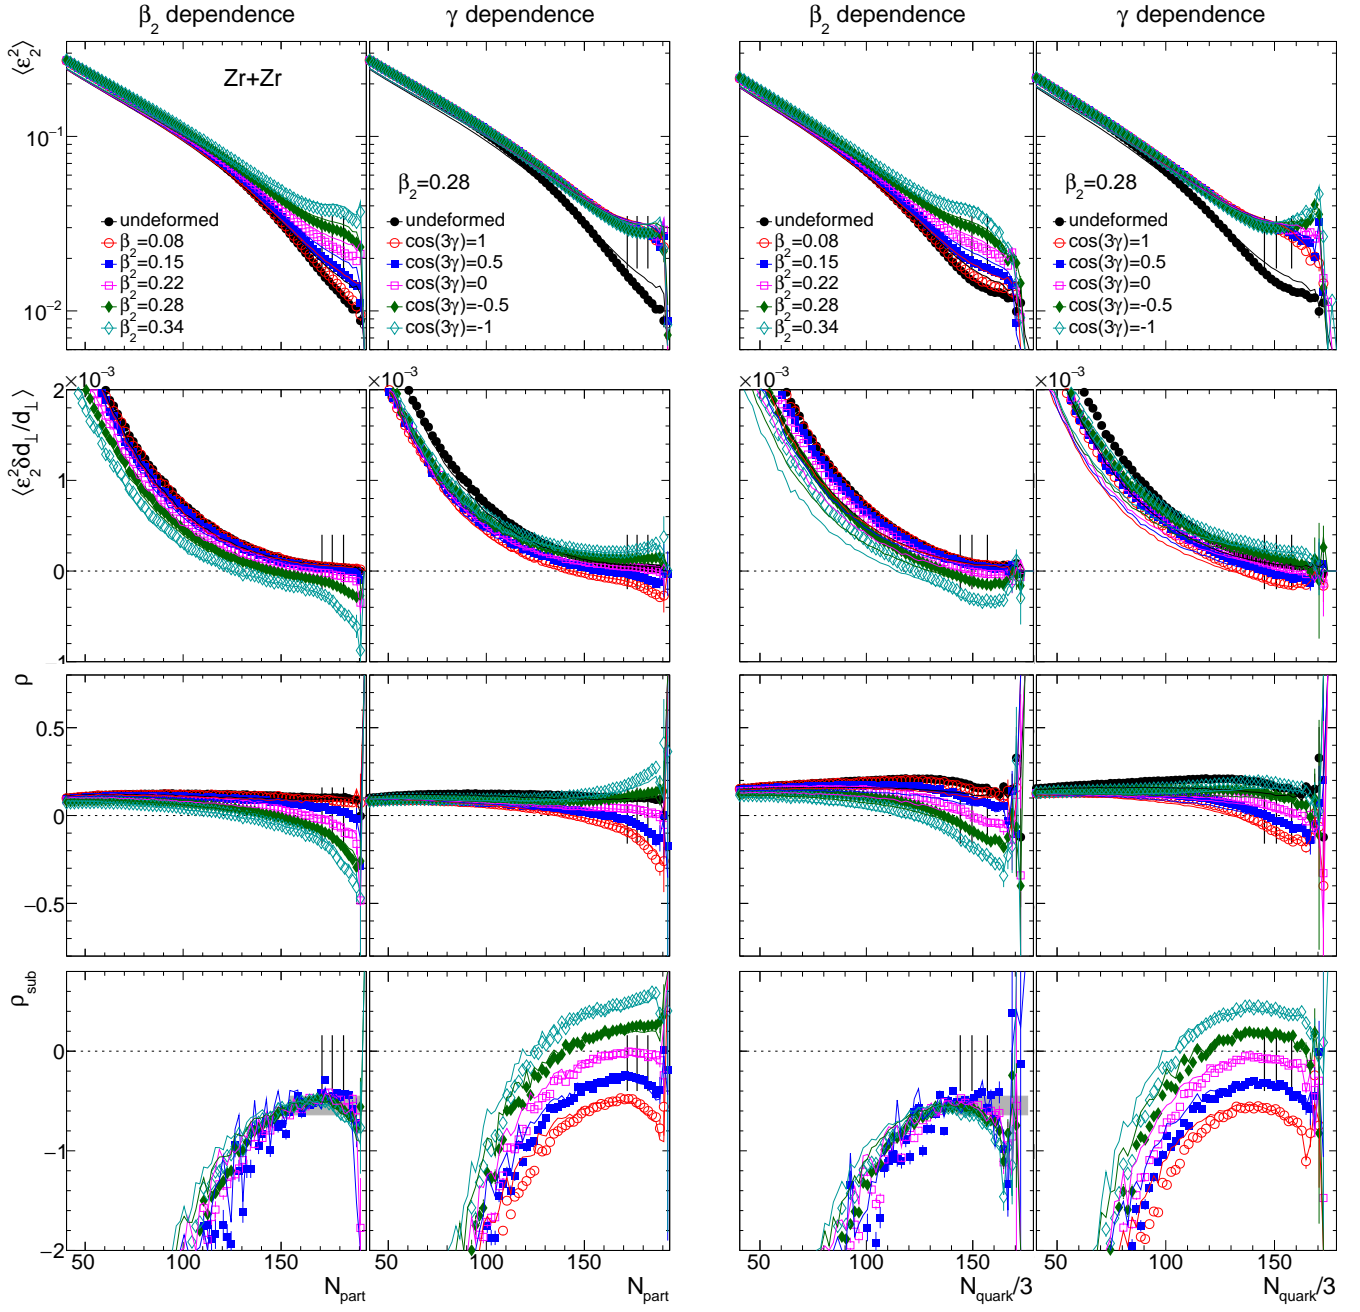 β₂ dependence
γ dependence
β₂ dependence
γ dependence
⟨ε₂²⟩
10⁻¹
10⁻²
Zr+Zr
undeformed
β₂=0.08
β₂=0.15
β₂=0.22
β₂=0.28
β₂=0.34
β₂=0.28
undeformed
cos(3γ)=1
cos(3γ)=0.5
cos(3γ)=0
cos(3γ)=-0.5
cos(3γ)=-1
undeformed
β₂=0.08
β₂=0.15
β₂=0.22
β₂=0.28
β₂=0.34
β₂=0.28
undeformed
cos(3γ)=1
cos(3γ)=0.5
cos(3γ)=0
cos(3γ)=-0.5
cos(3γ)=-1
×10⁻³
×10⁻³
×10⁻³
×10⁻³
⟨ε₂²δd⊥/d⊥⟩
2
1
0
ρ
0.5
0
−0.5
ρsub
0
−1
−2
50 100 150
50 100 150
50 100 150
50 100 150
Npart
Npart
Nquark/3
Nquark/3